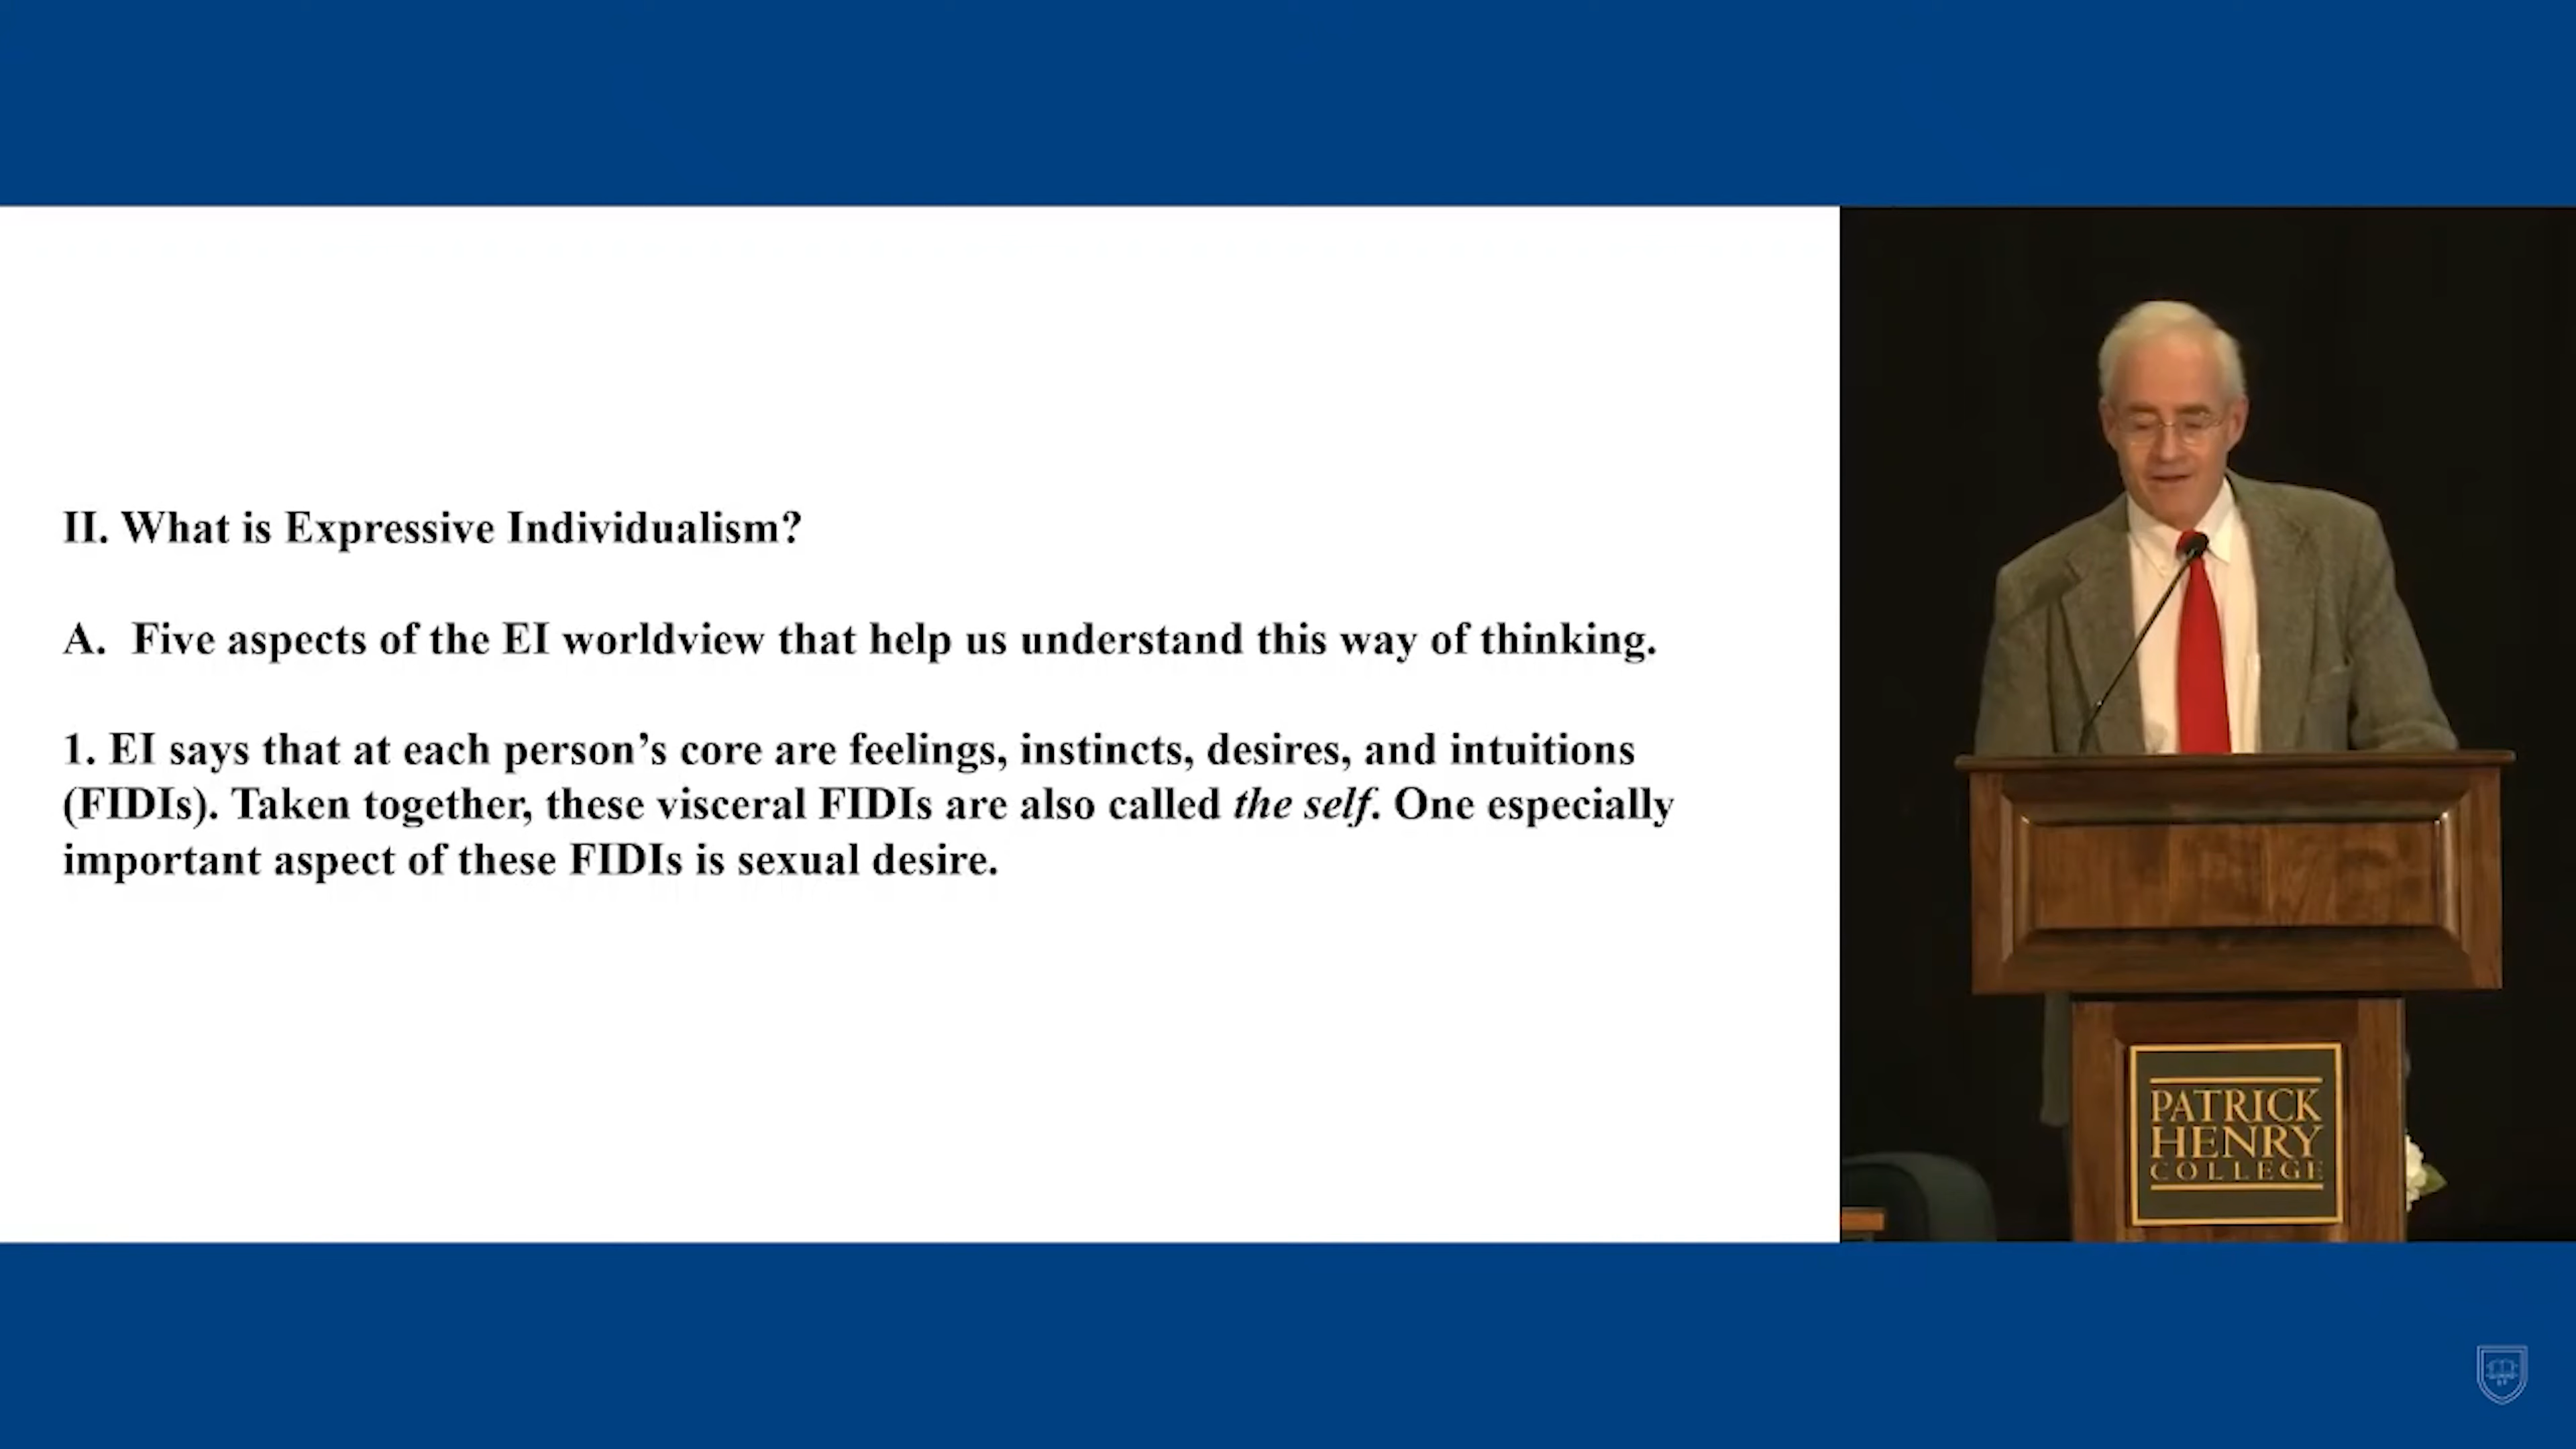 II. What is Expressive Individualism?
A. Five aspects of the EI worldview that help us understand this way of thinking.
1. EI says that at each person’s core are feelings, instincts, desires, and intuitions
(FIDIs). Taken together, these visceral FIDIs are also called the self. One especially
important aspect of these FIDIs is sexual desire.
PATRICK
HENRY
COLLEGE